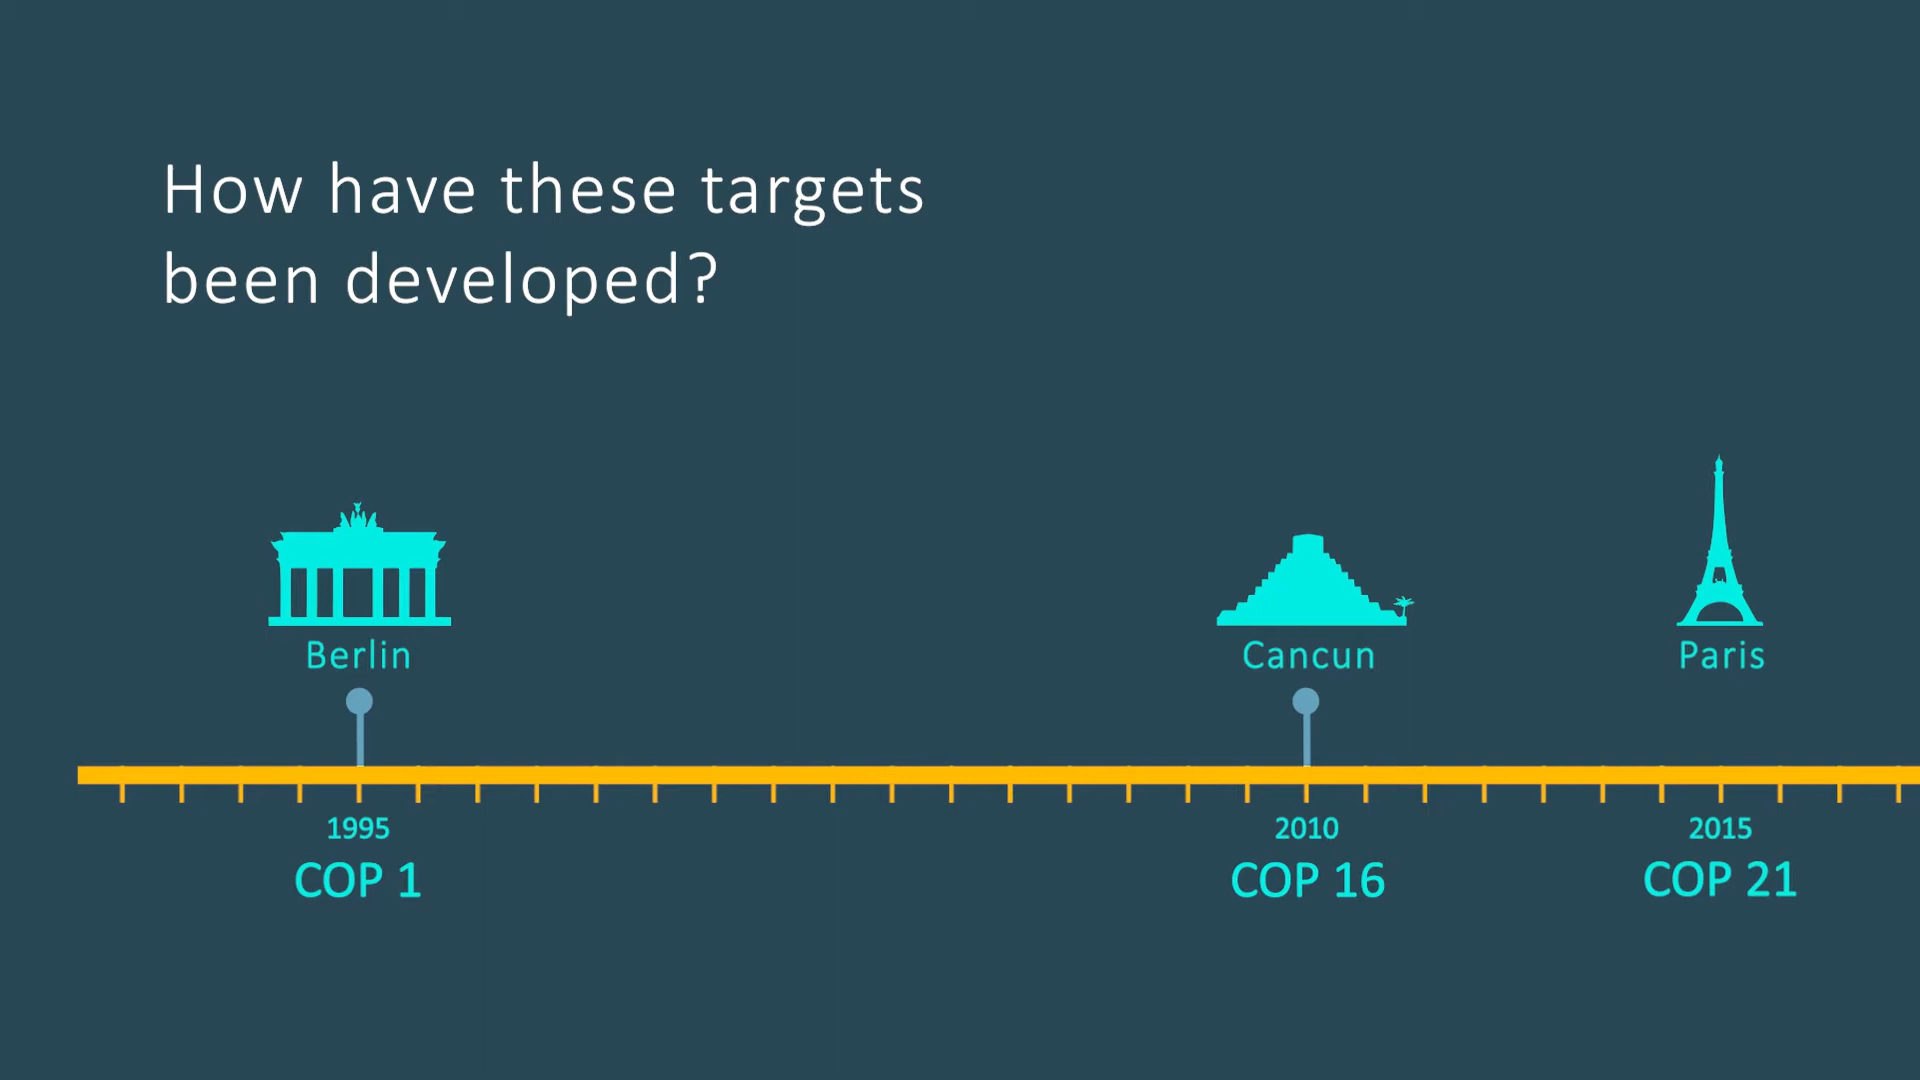 How have these targets
been developed?
Berlin
Cancun
Paris
1995
2010
2015
COP 1
COP 16
COP 21